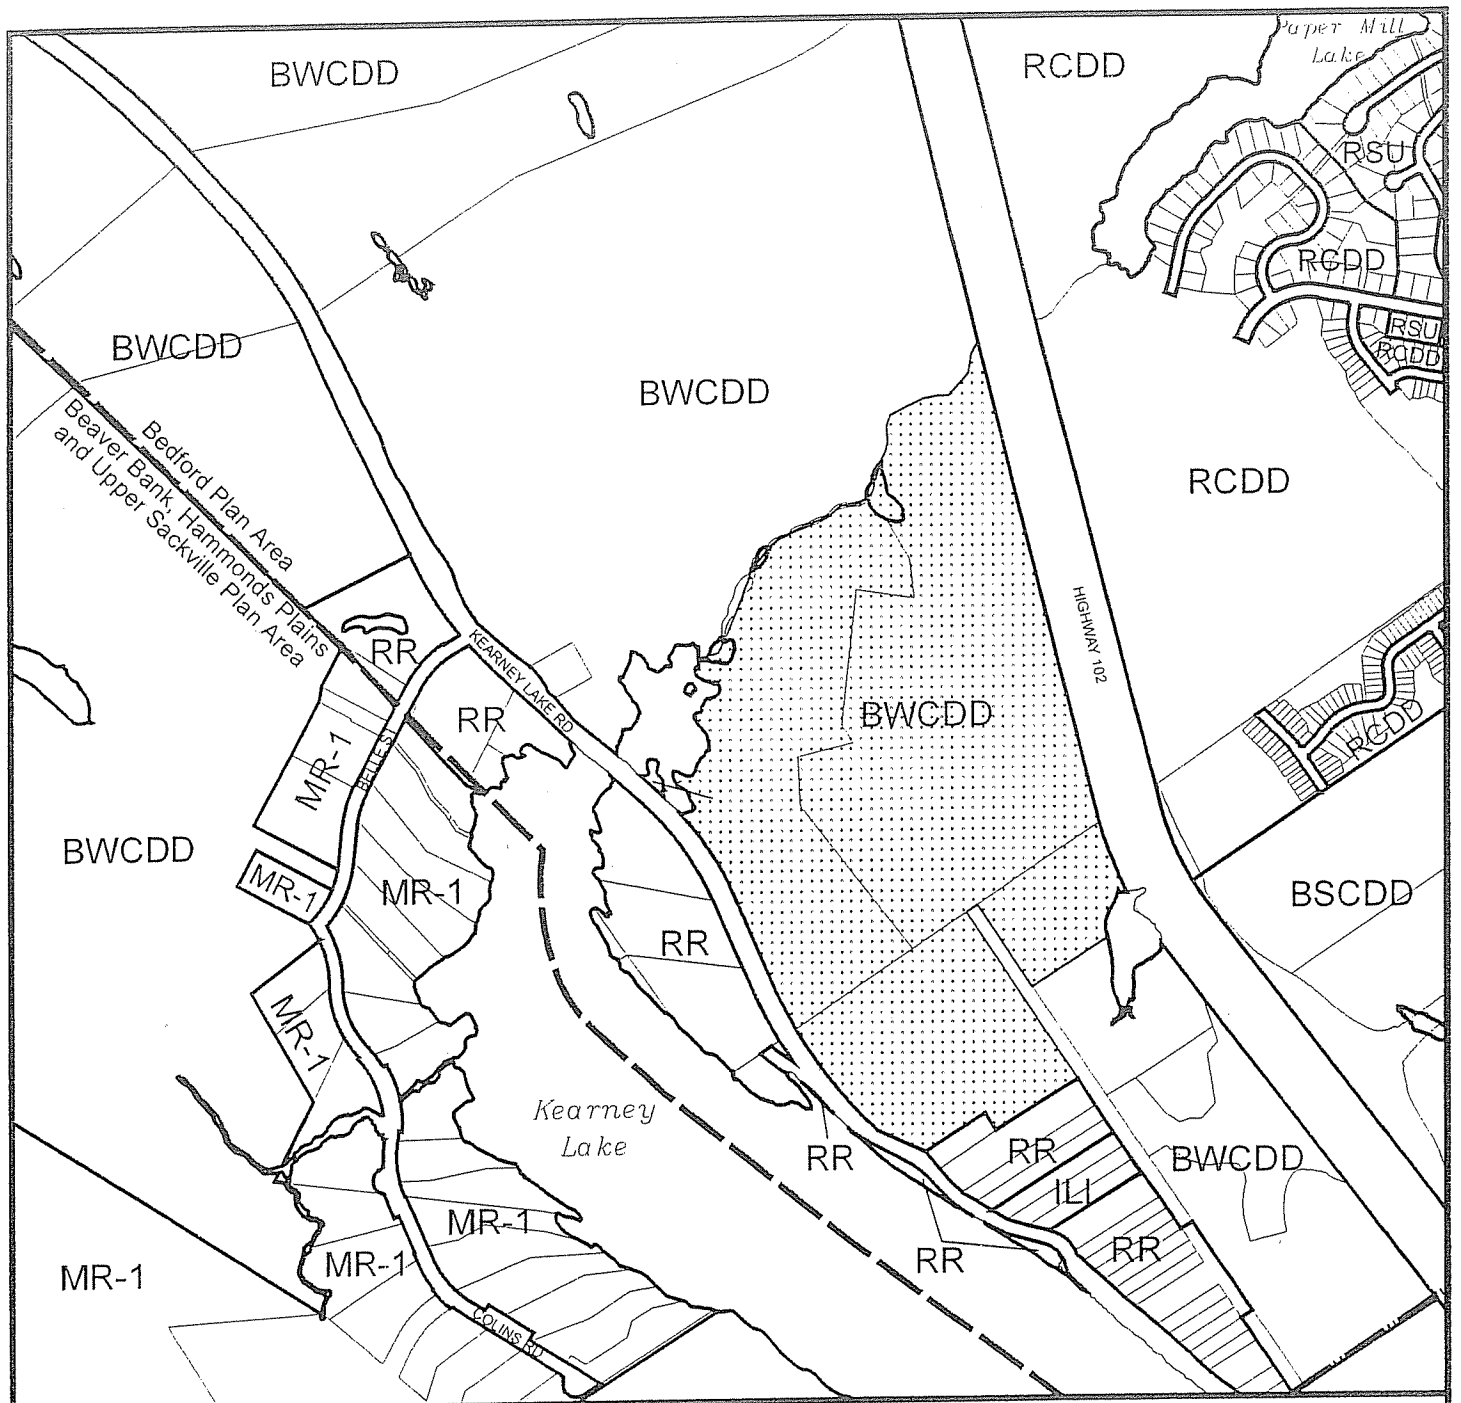 BWCDD
RCDD
Paper Mill
Lake
RSU
RCDD
RSU
RCDD
BWCDD
BWCDD
RCDD
Bedford Plan Area
Beaver Bank, Hammonds Plains
and Upper Sackville Plan Area
HIGHWAY 102
RR
KEARNEY LAKE RD
RR
BWCDD
RCDD
BELLE ST
MR-1
BWCDD
MR-1
MR-1
BSCDD
RR
MR-1
Kearney
Lake
RR
RR
BWCDD
ILI
MR-1
RR
RR
MR-1
MR-1
COLINS RD